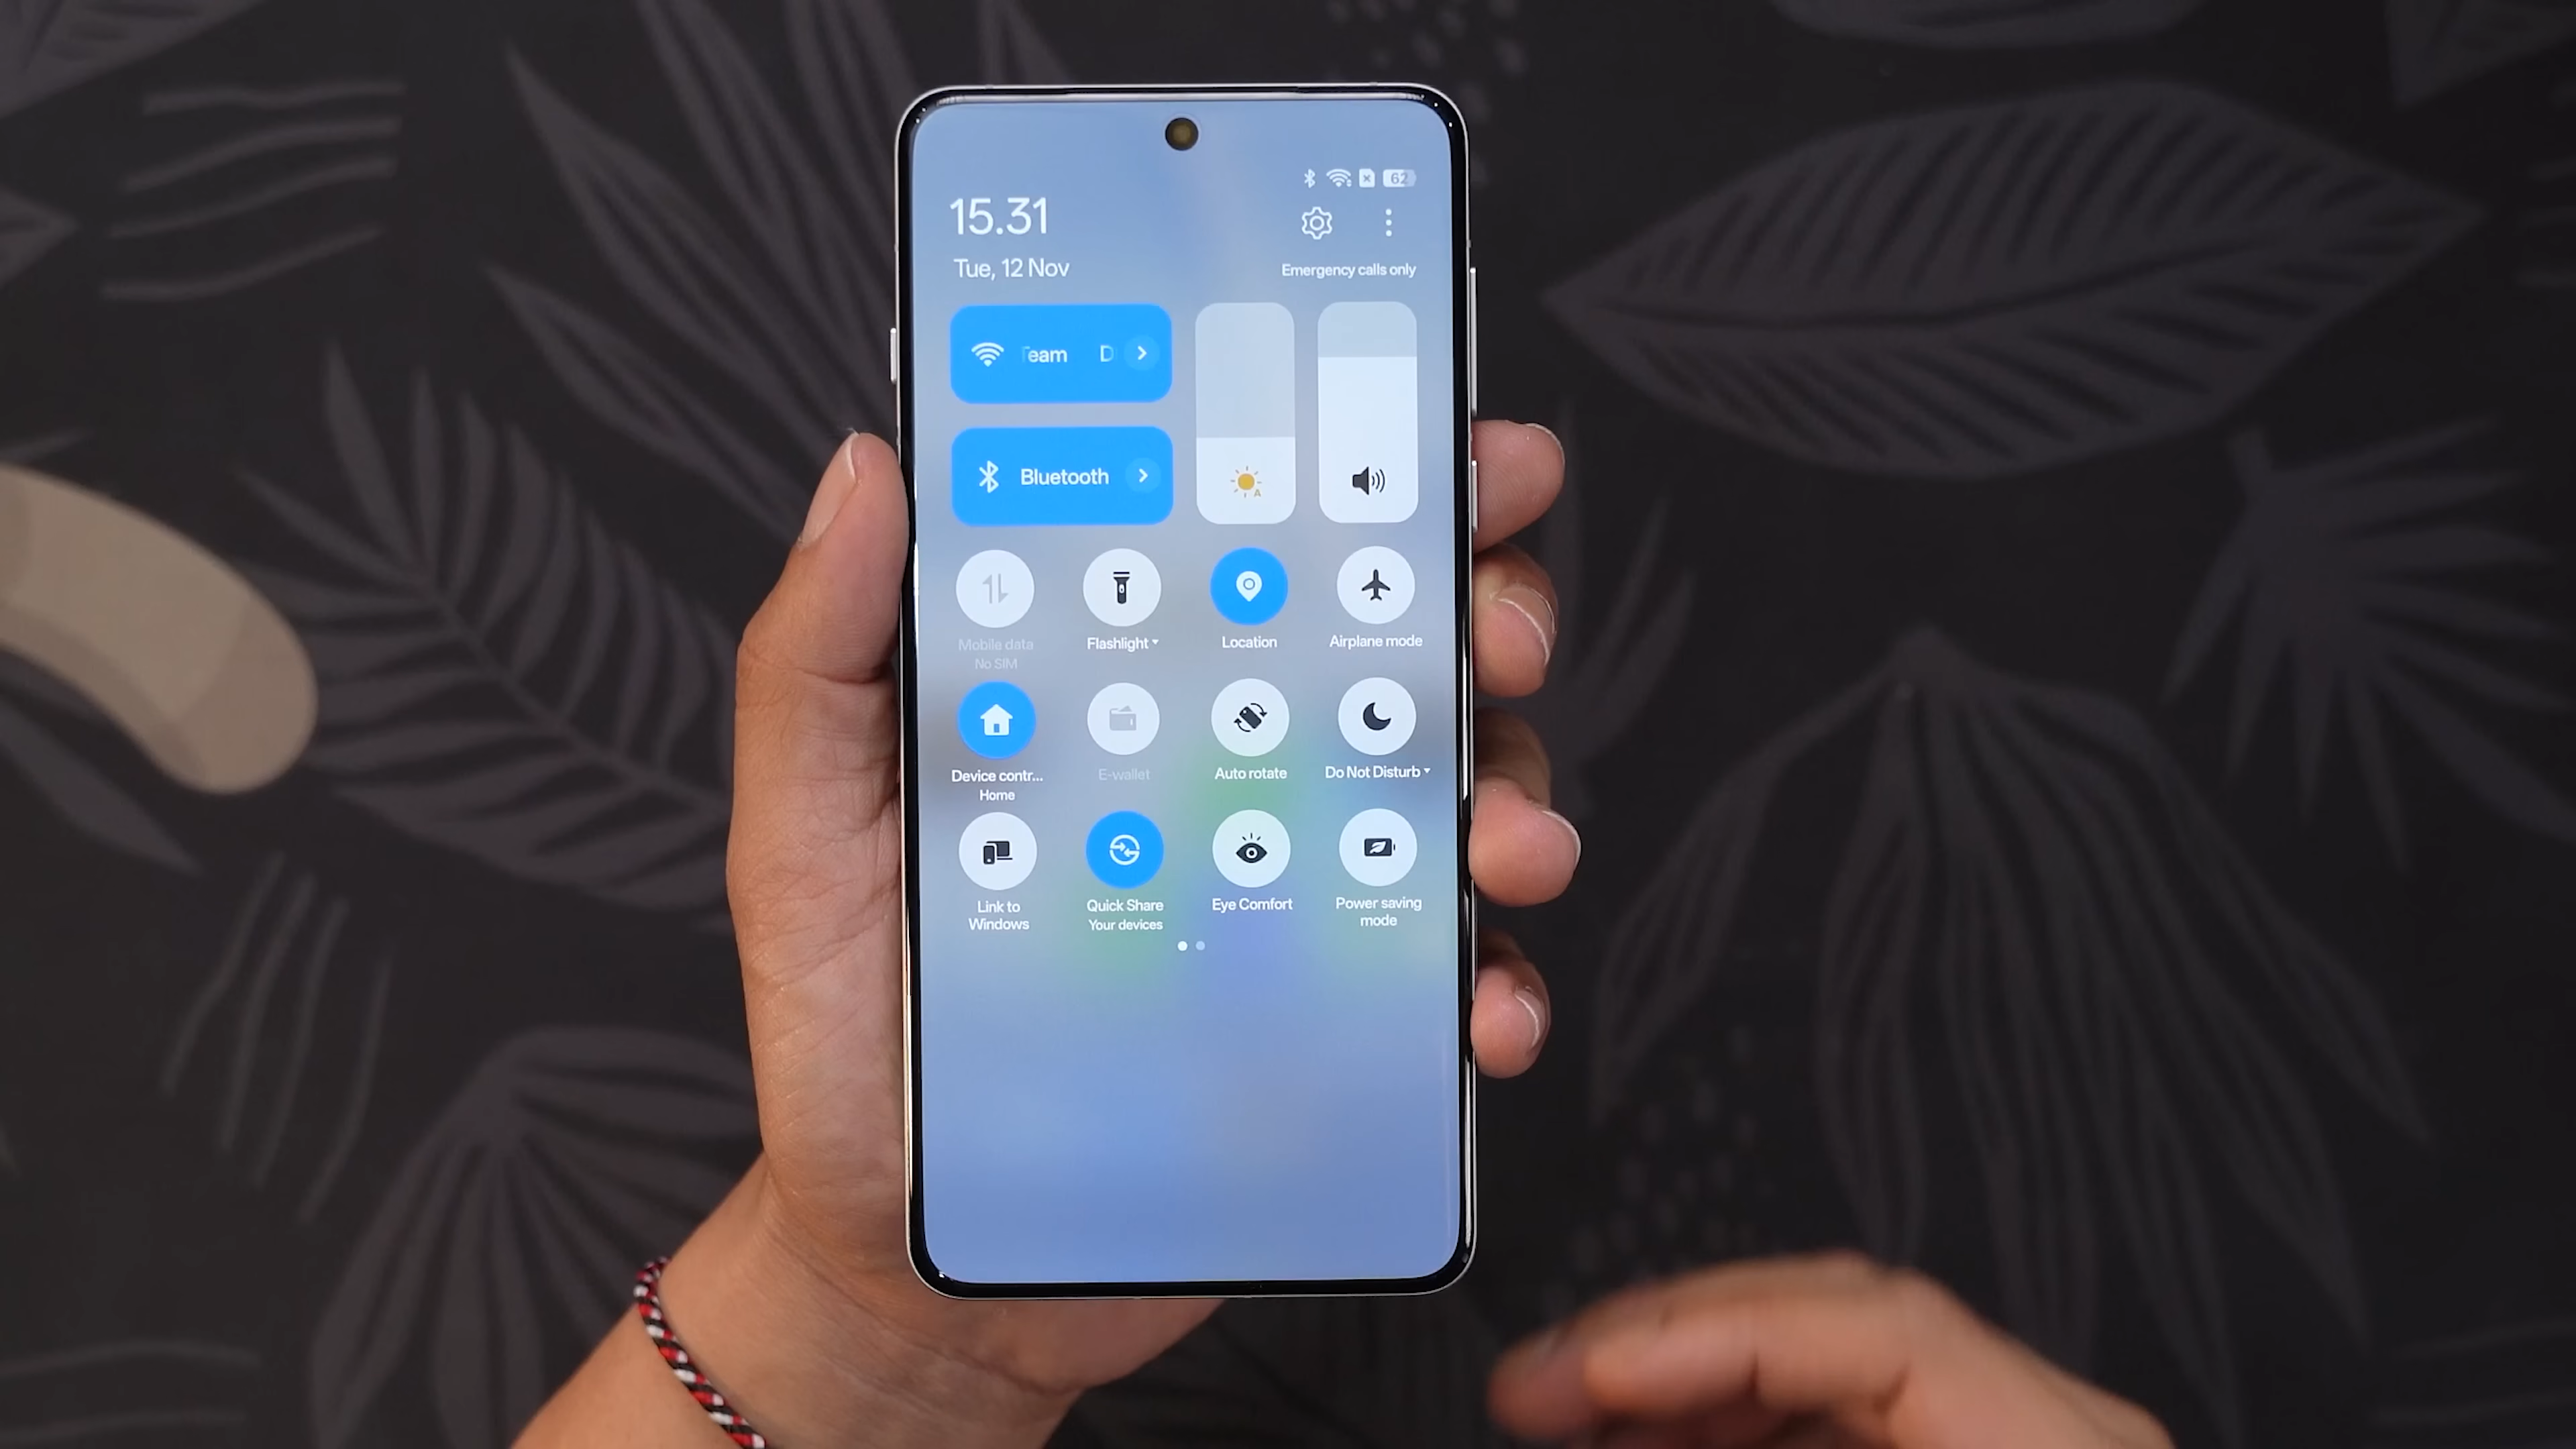 62
15.31
Tue, 12 Nov
Emergency calls only
eam D
Bluetooth
Mobile data
No SIM
Flashlight
Location
Airplane mode
Device contr...
Home
E-wallet
Auto rotate
Do Not Disturb
Link to
Windows
Quick Share
Your devices
Eye Comfort
Power saving
mode